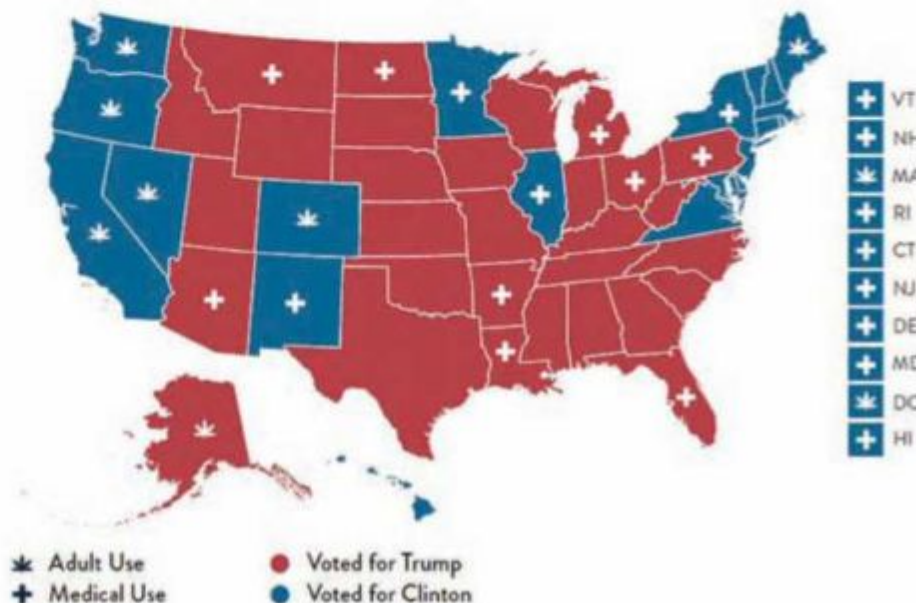 VT
NH
MA
RI
CT
NJ
DE
MD
DC
HI
Adult Use
Voted for Trump
Medical Use
Voted for Clinton